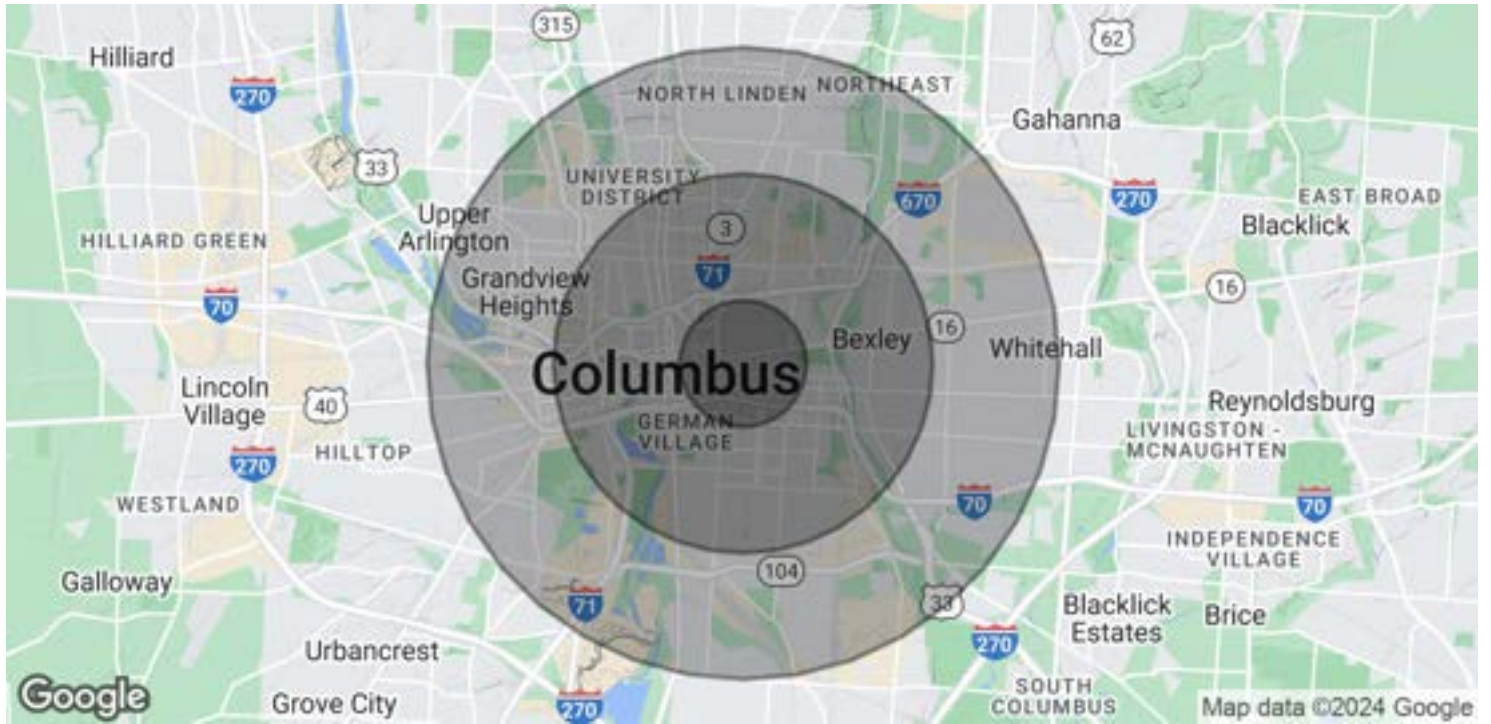 315
62
Hilliard
270
NORTH LINDEN
NORTHEAST
Gahanna
33
UNIVERSITY
DISTRICT
670
270
EAST BROAD
Upper
Arlington
3
Blacklick
HILLIARD GREEN
71
Grandview
Heights
16
70
16
Bexley
Whitehall
Columbus
Lincoln
Village
40
Reynoldsburg
GERMAN
VILLAGE
LIVINGSTON -
MCNAUGHTEN
HILLTOP
270
WESTLAND
70
70
INDEPENDENCE
VILLAGE
104
Galloway
71
33
Blacklick
Estates
Brice
Urbancrest
270
Grove City
270
SOUTH
COLUMBUS
Google
Map data ©2024 Google